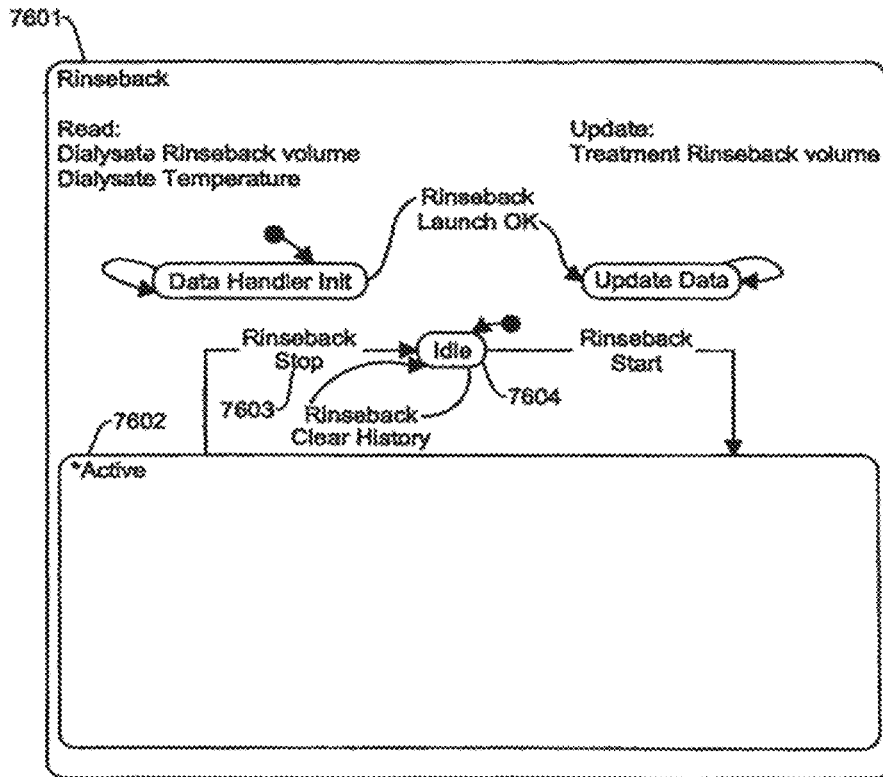 7601
Rinseback
Read:
Dialysate Rinseback volume
Dialysate Temperature
Update:
Treatment Rinseback volume
Rinseback
Launch OK
Data Handler Init
Update Data
Rinseback
Stop
Idle
Rinseback
Start
7603
7604
Rinseback
Clear History
7602
*Active